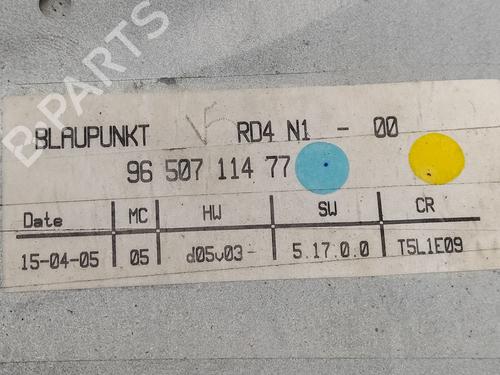 B-PARTS
BLAUPUNKT RD4 N1 - 00
96 507 114 77
Date MC HW SW CR
15-04-05 05 d05v03- 5.17.0.0 T5L1E09